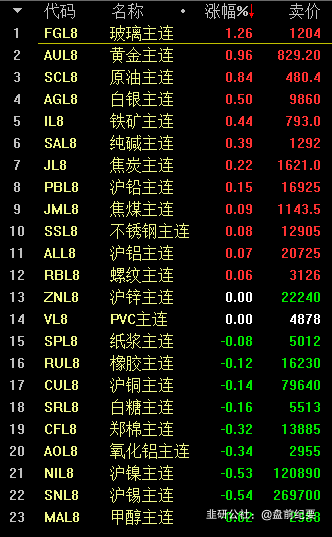 代码 名称 • 涨幅%↓ 卖价
1 FGL8 玻璃主连 1.26 1204
2 AUL8 黄金主连 0.96 829.20
3 SCL8 原油主连 0.84 480.4
4 AGL8 白银主连 0.50 9860
5 IL8 铁矿主连 0.44 793.0
6 SAL8 纯碱主连 0.39 1292
7 JL8 焦炭主连 0.22 1621.0
8 PBL8 沪铅主连 0.15 16925
9 JML8 焦煤主连 0.09 1143.5
10 SSL8 不锈钢主连 0.08 12905
11 ALL8 沪铝主连 0.07 20725
12 RBL8 螺纹主连 0.06 3126
13 ZNL8 沪锌主连 0.00 22240
14 VL8 PVC主连 0.00 4878
15 SPL8 纸浆主连 -0.08 5012
16 RUL8 橡胶主连 -0.12 16230
17 CUL8 沪铜主连 -0.14 79640
18 SRL8 白糖主连 -0.16 5513
19 CFL8 郑棉主连 -0.32 13885
20 AOL8 氧化铝主连 -0.34 2955
21 NIL8 沪镍主连 -0.53 120890
22 SNL8 沪锡主连 -0.54 269700
23 MAL8 甲醇主连
韭研公社：@盘前纪要